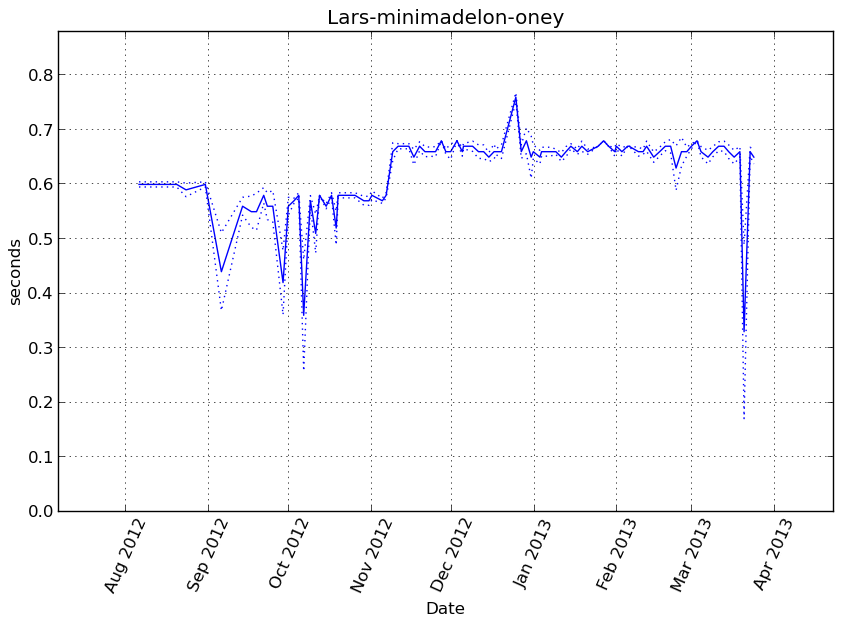 Lars-minimadelon-oney
0.8
0.7
0.6
0.5
0.4
0.3
0.2
0.1
0.0
seconds
Aug 2012
Sep 2012
Oct 2012
Nov 2012
Dec 2012
Jan 2013
Feb 2013
Mar 2013
Apr 2013
Date